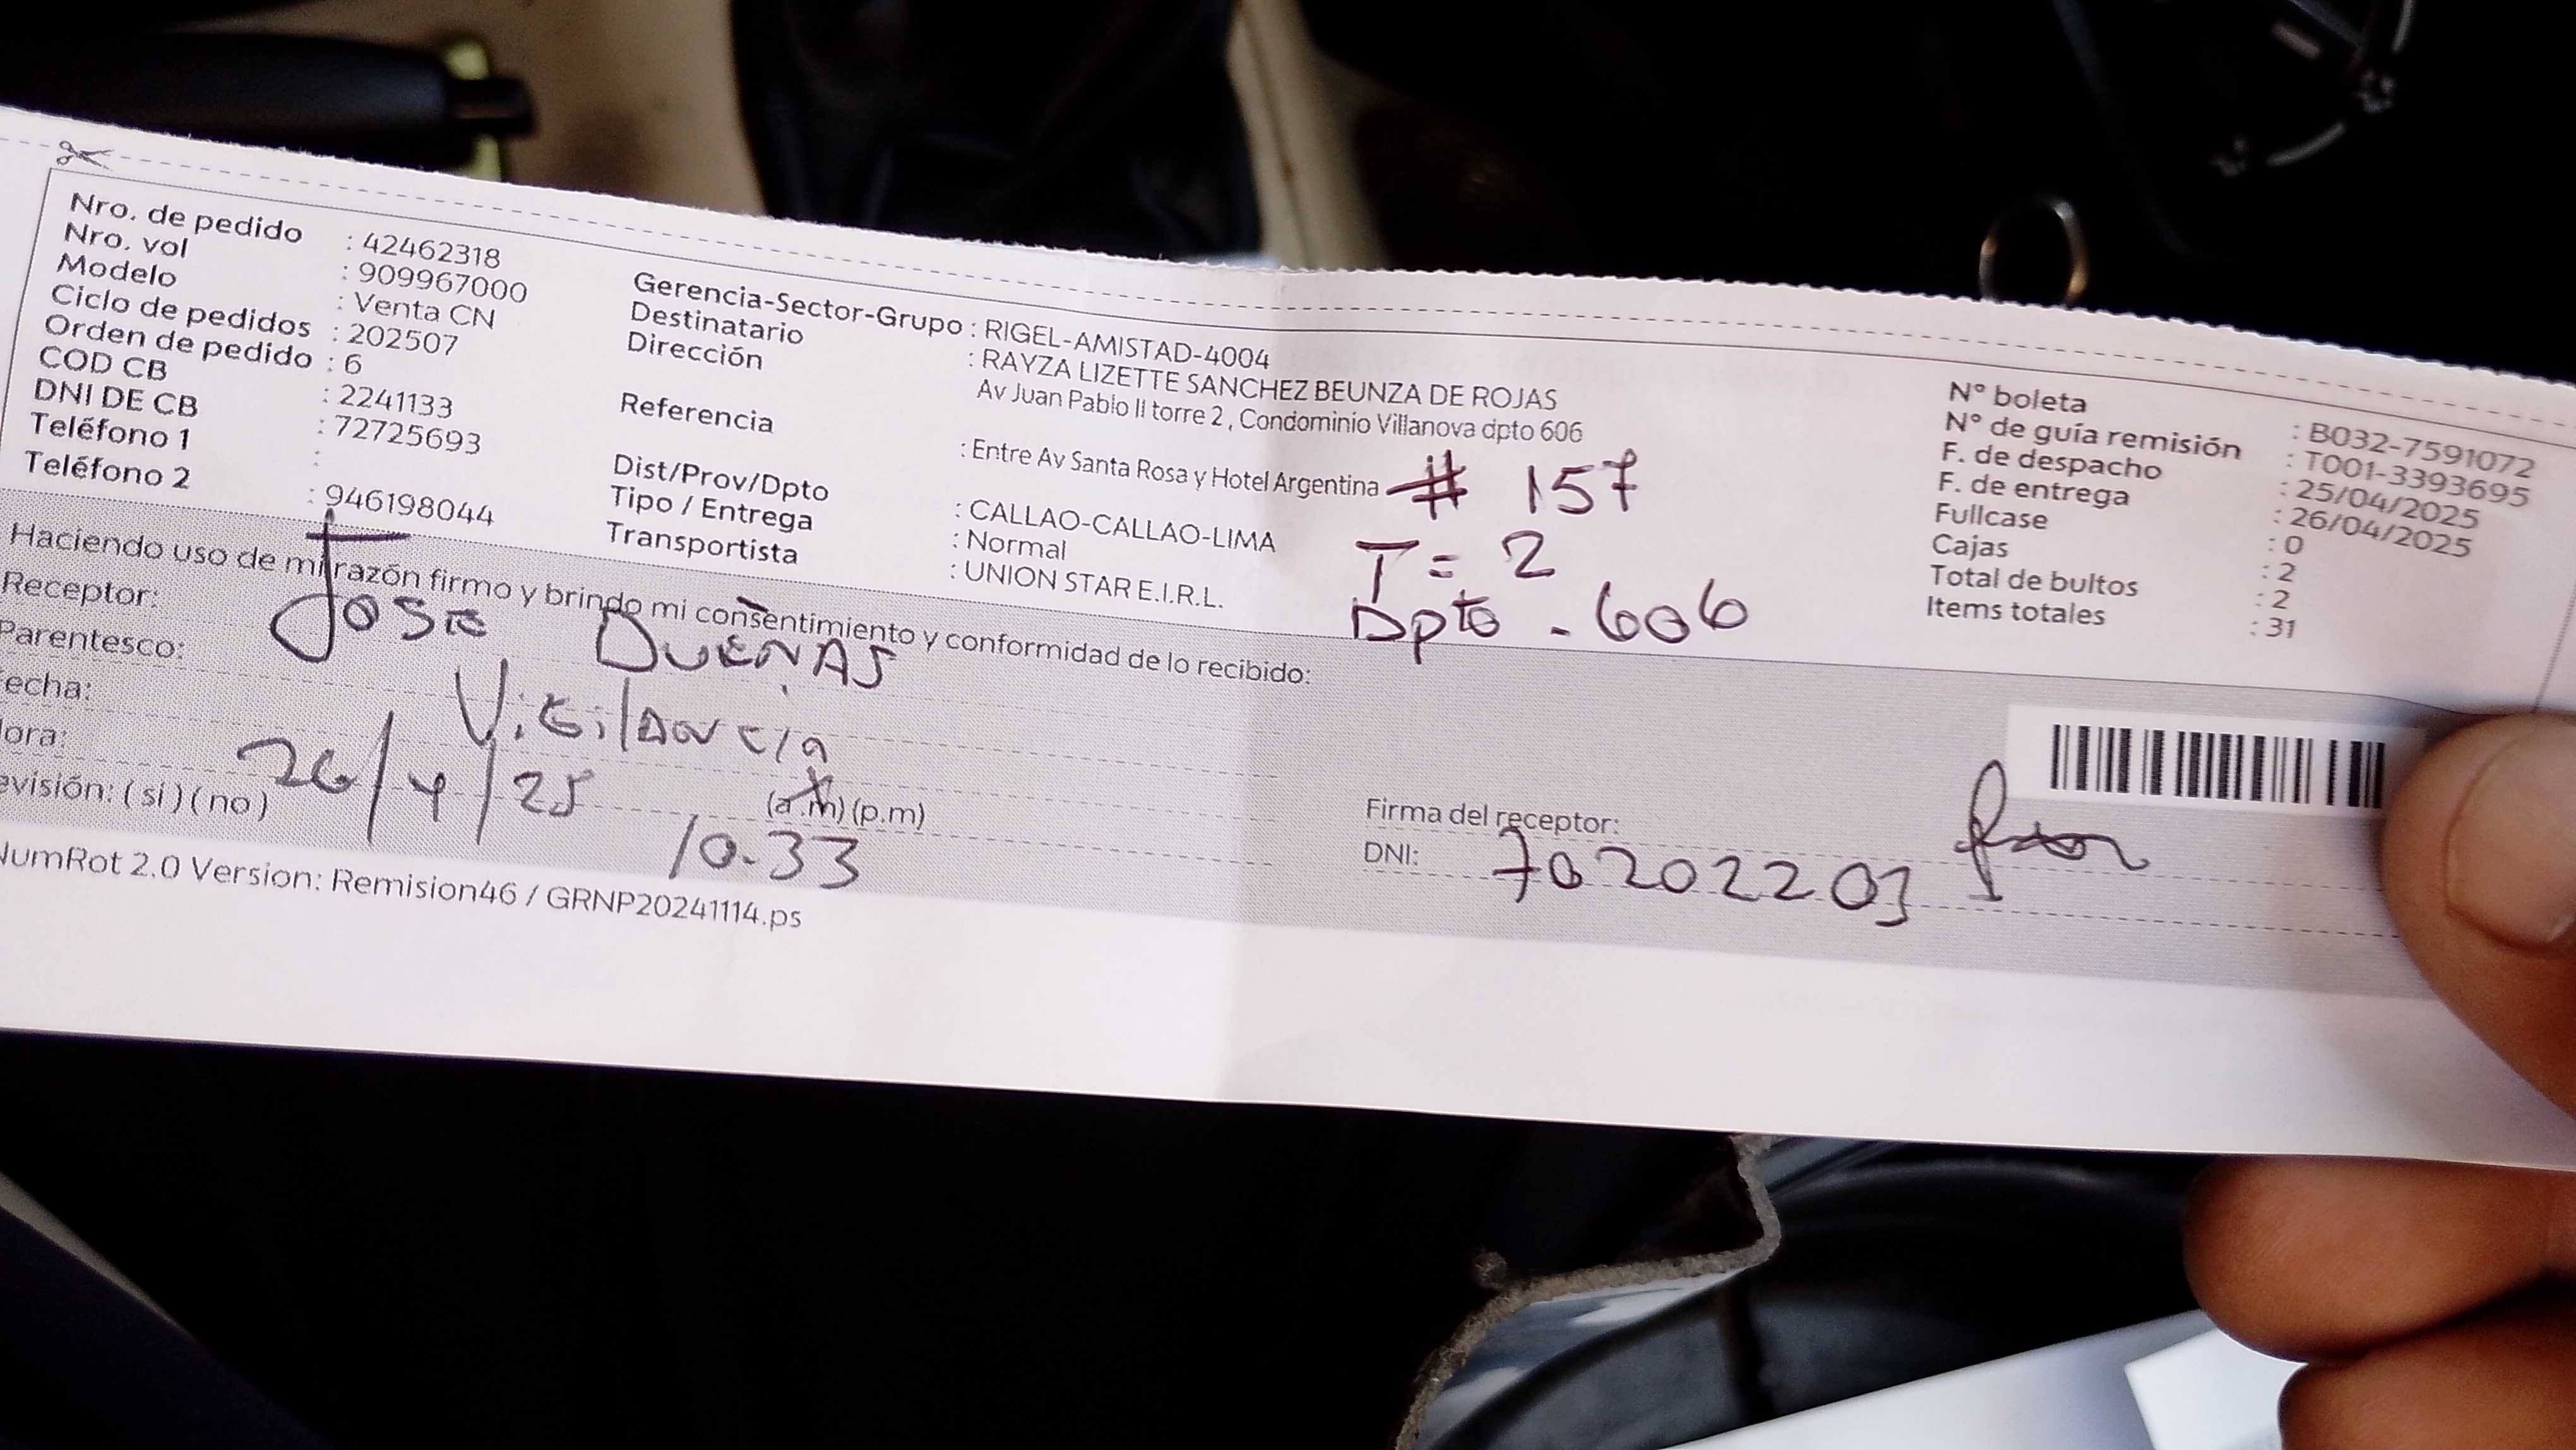 Nro. de pedido : 42462318
Nro. vol : 909967000
Modelo : Venta CN
Ciclo de pedidos : 202507
Orden de pedido : 6
COD CB : 2241133
DNI DE CB : 72725693
Teléfono 1 :
Teléfono 2 : 946198044
Gerencia-Sector-Grupo : RIGEL-AMISTAD-4004
Destinatario : RAYZA LIZETTE SANCHEZ BEUNZA DE ROJAS
Dirección Av Juan Pablo II torre 2 , Condominio Villanova dpto 606
Referencia : Entre Av Santa Rosa y Hotel Argentina
# 157
Dist/Prov/Dpto : CALLAO-CALLAO-LIMA
Tipo / Entrega : Normal
Transportista : UNION STAR E.I.R.L.
T = 2
Dpto - 606
N° boleta : B032-7591072
N° de guía remisión : T001-3393695
F. de despacho : 25/04/2025
F. de entrega : 26/04/2025
Fullcase : 0
Cajas : 2
Total de bultos : 2
Items totales : 31
Haciendo uso de mi razón firmo y brindo mi consentimiento y conformidad de lo recibido:
Receptor: JOSE DUEÑAS
Parentesco: Vigilancia
echa: 26/4/25
ora: 10.33 (a.m) (p.m)
evisión: ( si ) ( no )
Firma del receptor:
DNI: 70202203
NumRot 2.0 Version: Remision46 / GRNP20241114.ps